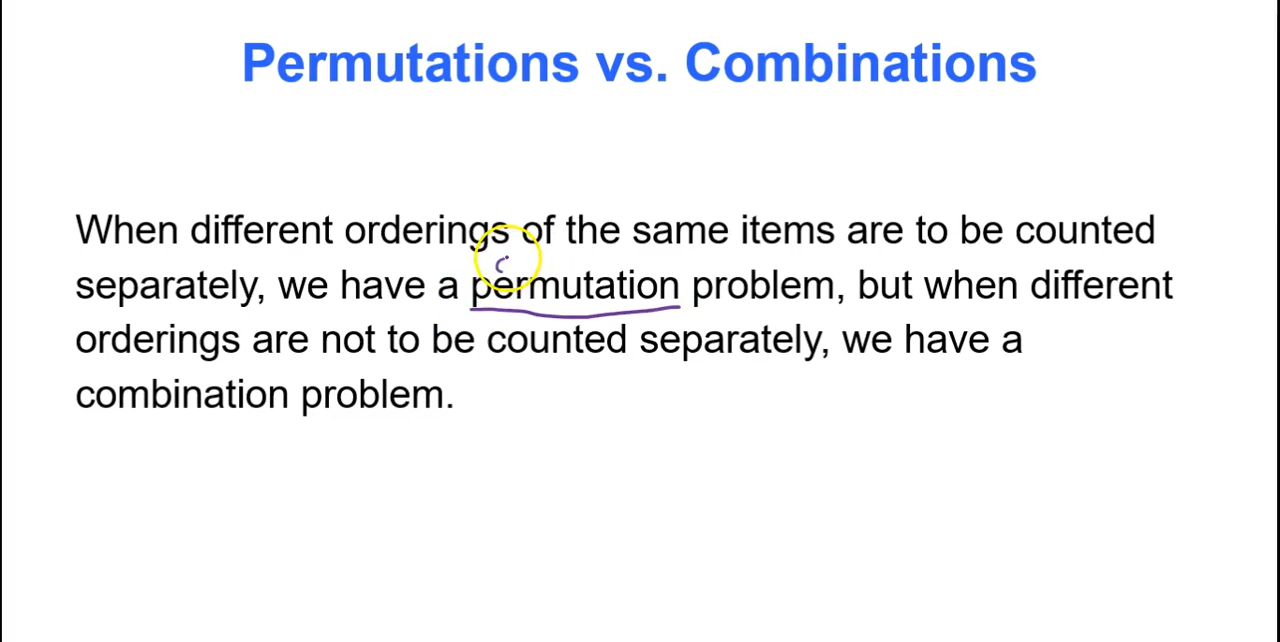 Permutations vs. Combinations
When different orderings of the same items are to be counted
separately, we have a permutation problem, but when different
orderings are not to be counted separately, we have a
combination problem.